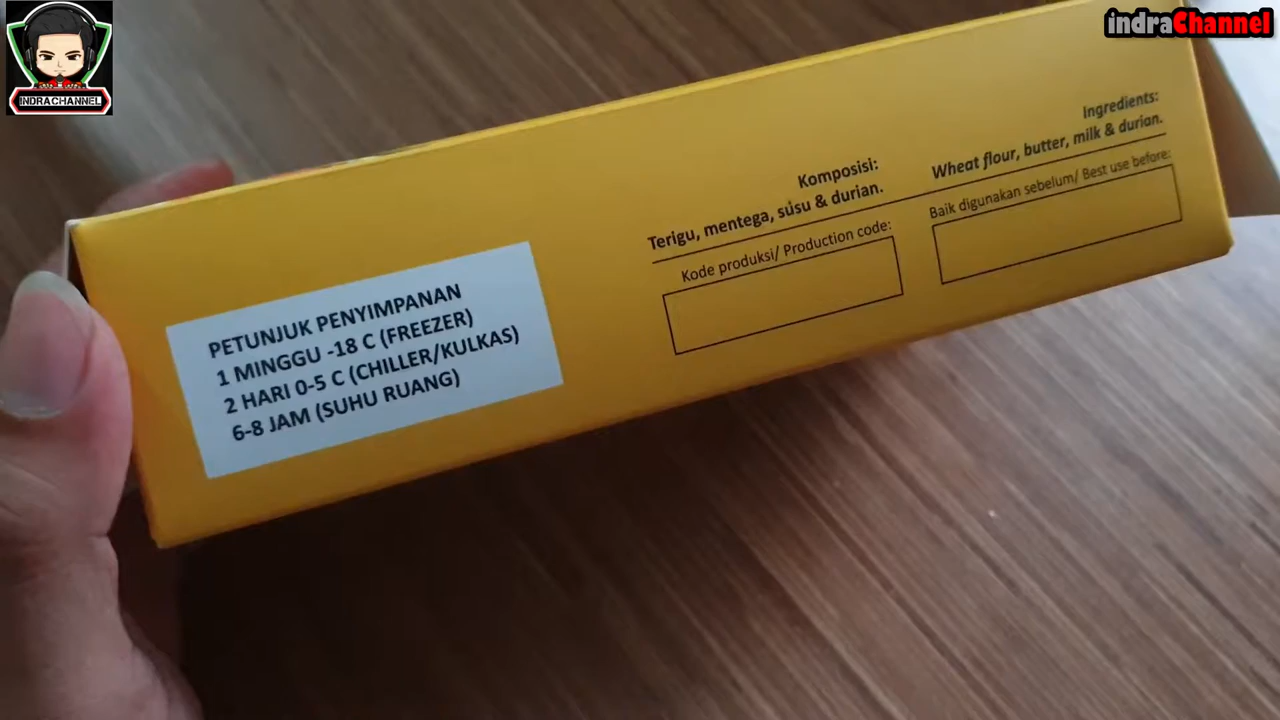 INDRACHANNEL
indraChannel
PETUNJUK PENYIMPANAN
1 MINGGU -18 C (FREEZER)
2 HARI 0-5 C (CHILLER/KULKAS)
6-8 JAM (SUHU RUANG)
Komposisi:
Terigu, mentega, susu & durian.
Kode produksi/ Production code:
Ingredients:
Wheat flour, butter, milk & durian.
Baik digunakan sebelum/ Best use before: